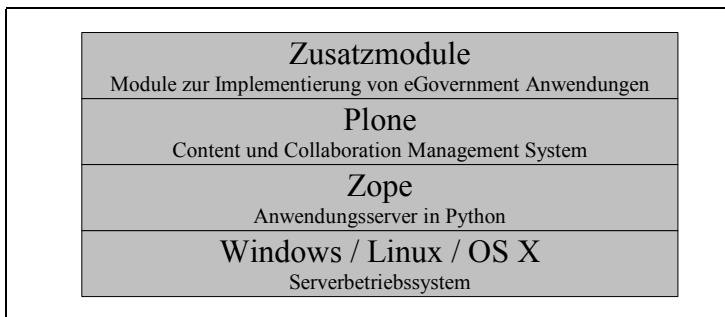 Zusatzmodule
Module zur Implementierung von eGovernment Anwendungen
Plone
Content und Collaboration Management System
Zope
Anwendungsserver in Python
Windows / Linux / OS X
Serverbetriebssystem